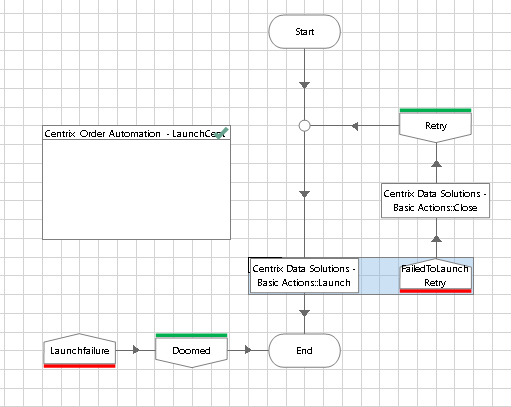 Start
Retry
Centrix Order Automation - LaunchCent
Centrix Data Solutions -
Basic Actions::Close
Centrix Data Solutions -
Basic Actions::Launch
FailedToLaunch
Retry
Launchfailure
Doomed
End